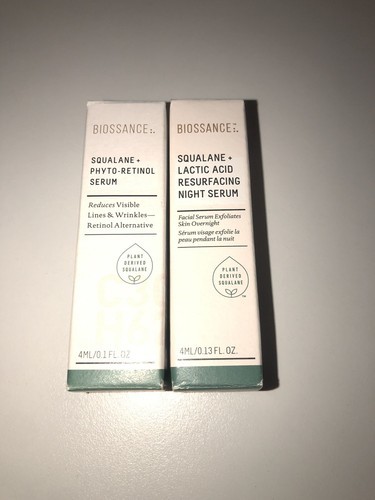 BIOSSANCE
SQUALANE +
PHYTO-RETINOL
SERUM
Reduces Visible
Lines & Wrinkles—
Retinol Alternative
PLANT
DERIVED
SQUALANE
4ML/0.1 FL. OZ
BIOSSANCE
SQUALANE +
LACTIC ACID
RESURFACING
NIGHT SERUM
Facial Serum Exfoliates
Skin Overnight
Sérum visage exfolie la
peau pendant la nuit
PLANT
DERIVED
SQUALANE
TM
4ML/0.13 FL. OZ.